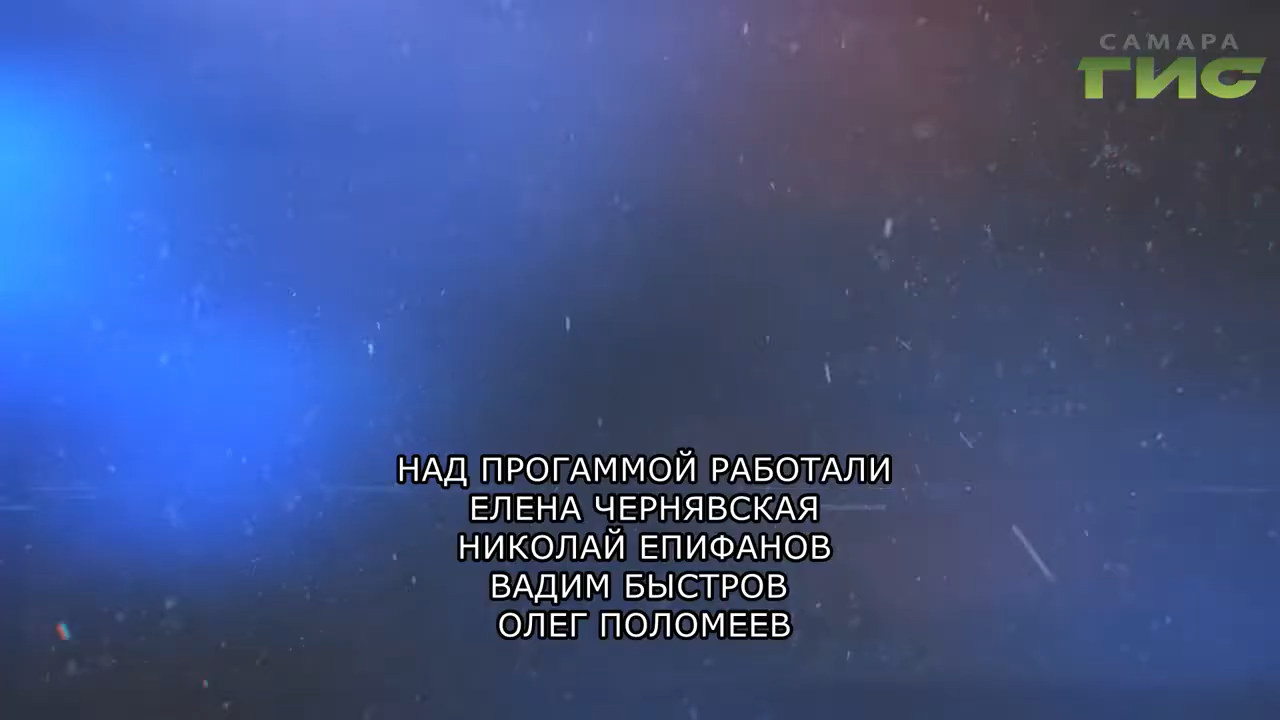 САМАРА
ГИС
НАД ПРОГАММОЙ РАБОТАЛИ
ЕЛЕНА ЧЕРНЯВСКАЯ
НИКОЛАЙ ЕПИФАНОВ
ВАДИМ БЫСТРОВ
ОЛЕГ ПОЛОМЕЕВ